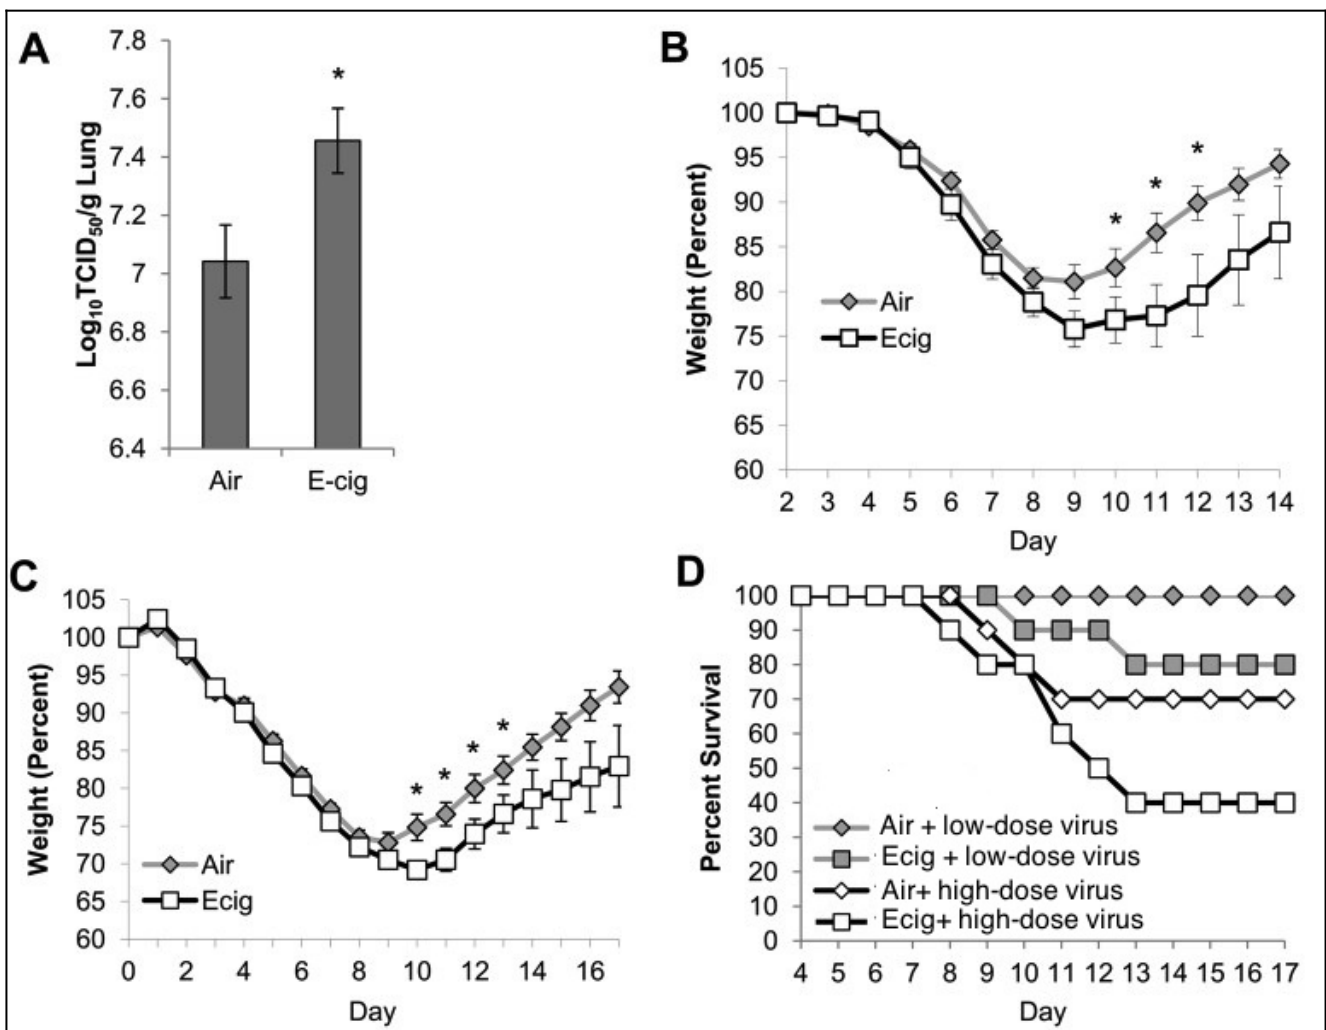 A
Log10TCID50/g Lung
7.8
7.6
7.4
7.2
7
6.8
6.6
6.4
*
Air E-cig
B
Weight (Percent)
105
100
95
90
85
80
75
70
65
60
* * *
Air
Ecig
2 3 4 5 6 7 8 9 10 11 12 13 14
Day
C
Weight (Percent)
105
100
95
90
85
80
75
70
65
60
* * * *
Air
Ecig
0 2 4 6 8 10 12 14 16
Day
D
Percent Survival
100
90
80
70
60
50
40
30
20
10
0
Air + low-dose virus
Ecig + low-dose virus
Air+ high-dose virus
Ecig+ high-dose virus
4 5 6 7 8 9 10 11 12 13 14 15 16 17
Day